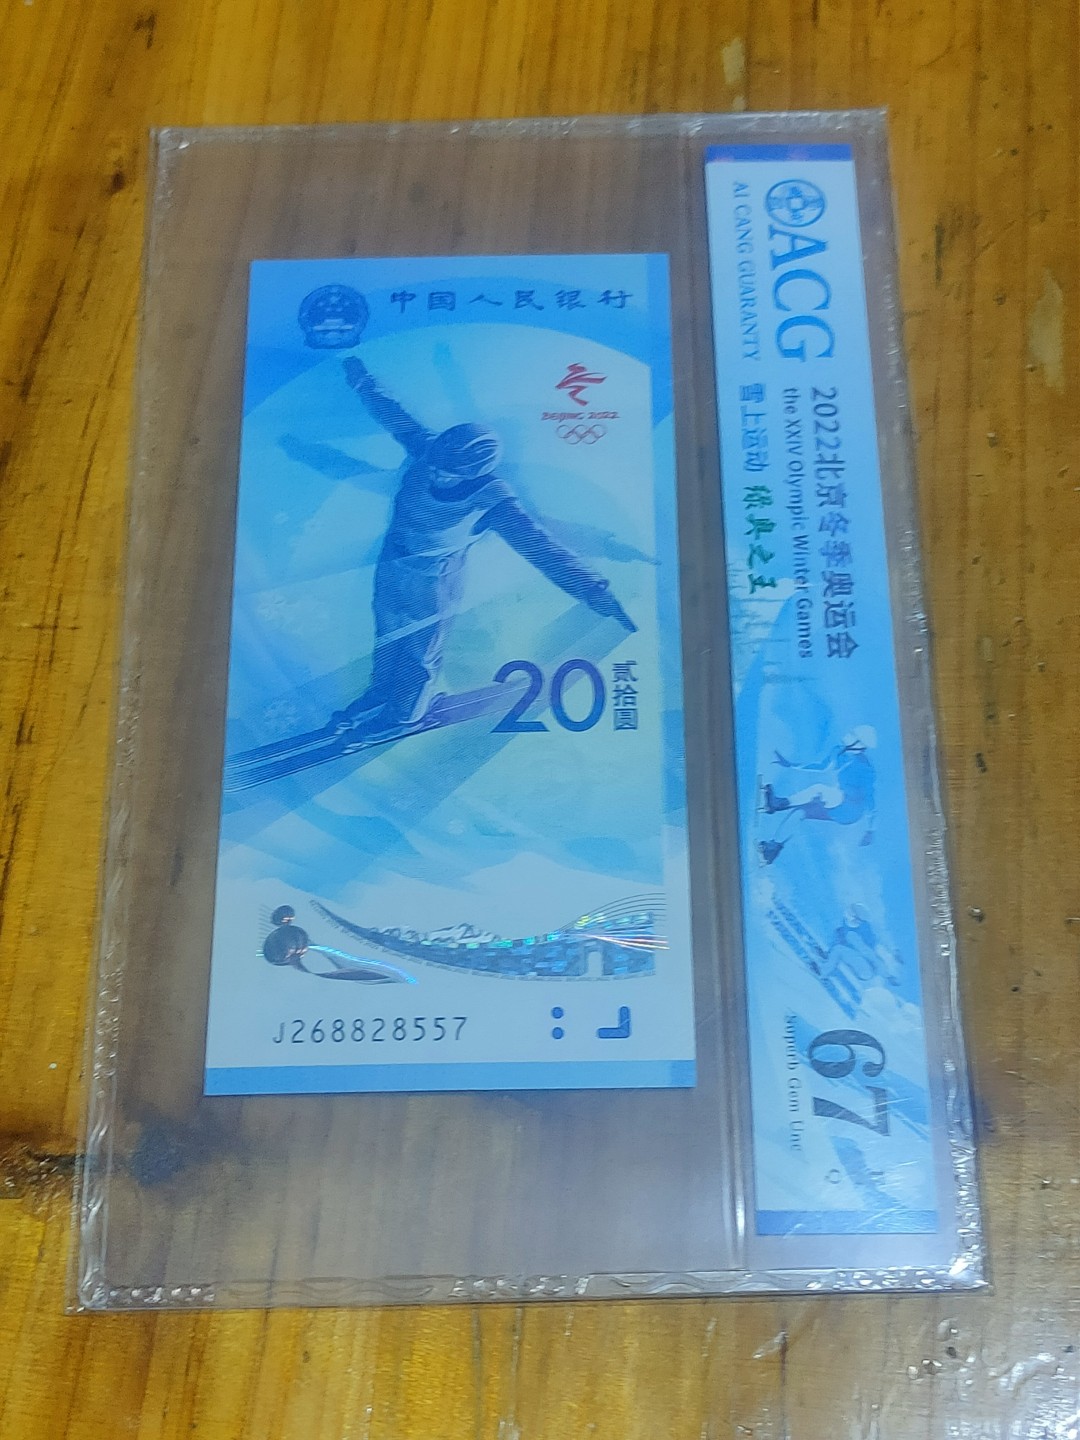 中国人民银行
BEIJING 2022
20
贰拾圆
J268828557
ACG
AI CANG GUARANTY
2022北京冬季奥运会
the XXIV Olympic Winter Games
雪上运动 绿美之王
67
Superb Gem Unc